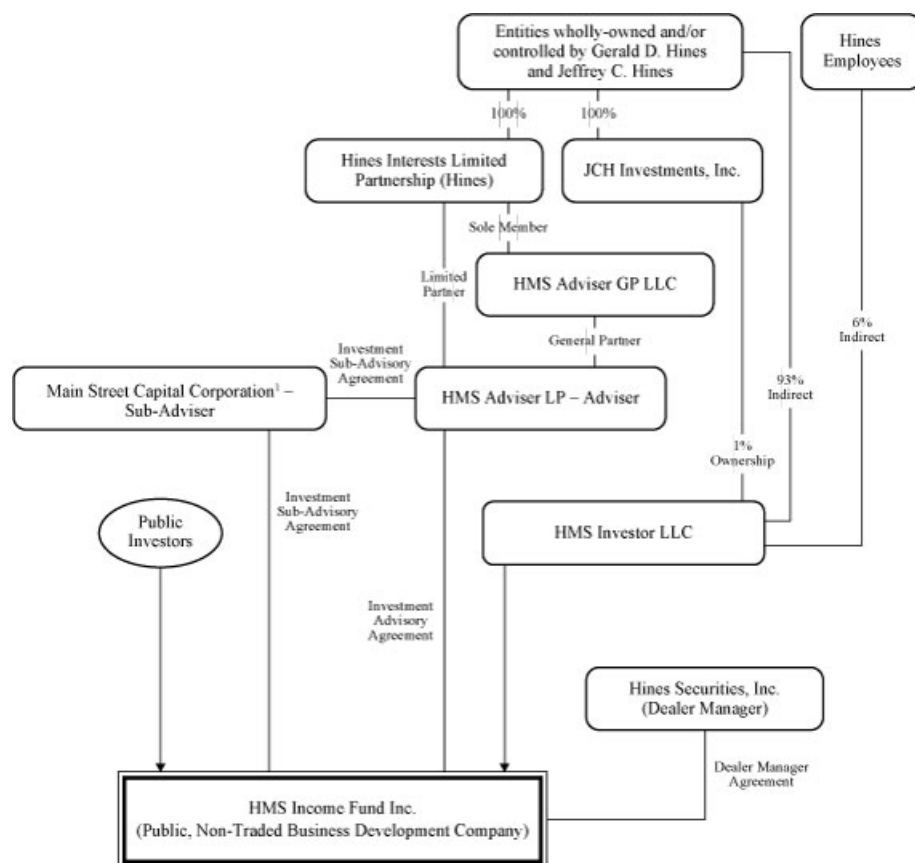 Entities wholly-owned and/or
controlled by Gerald D. Hines
and Jeffrey C. Hines
Hines
Employees
100%
100%
Hines Interests Limited
Partnership (Hines)
JCH Investments, Inc.
Sole Member
Limited
Partner
HMS Adviser GP LLC
General Partner
6%
Indirect
93%
Indirect
Investment
Sub-Advisory
Agreement
Main Street Capital Corporation¹ –
Sub-Adviser
HMS Adviser LP – Adviser
1%
Ownership
Investment
Sub-Advisory
Agreement
Public
Investors
HMS Investor LLC
Investment
Advisory
Agreement
Hines Securities, Inc.
(Dealer Manager)
Dealer Manager
Agreement
HMS Income Fund Inc.
(Public, Non-Traded Business Development Company)